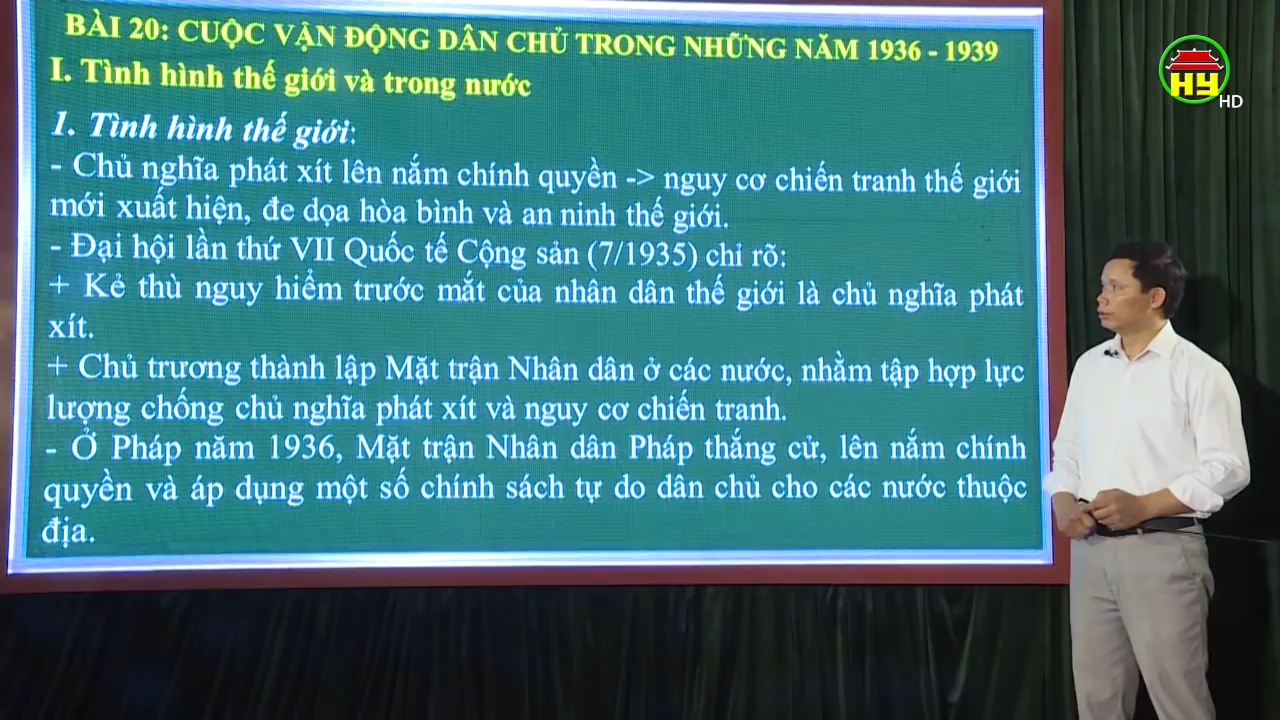 BÀI 20: CUỘC VẬN ĐỘNG DÂN CHỦ TRONG NHỮNG NĂM 1936 - 1939
I. Tình hình thế giới và trong nước
1. Tình hình thế giới:
- Chủ nghĩa phát xít lên nắm chính quyền -> nguy cơ chiến tranh thế giới
mới xuất hiện, đe dọa hòa bình và an ninh thế giới.
- Đại hội lần thứ VII Quốc tế Cộng sản (7/1935) chỉ rõ:
+ Kẻ thù nguy hiểm trước mắt của nhân dân thế giới là chủ nghĩa phát
xít.
+ Chủ trương thành lập Mặt trận Nhân dân ở các nước, nhằm tập hợp lực
lượng chống chủ nghĩa phát xít và nguy cơ chiến tranh.
- Ở Pháp năm 1936, Mặt trận Nhân dân Pháp thắng cử, lên nắm chính
quyền và áp dụng một số chính sách tự do dân chủ cho các nước thuộc
địa.
HY
HD